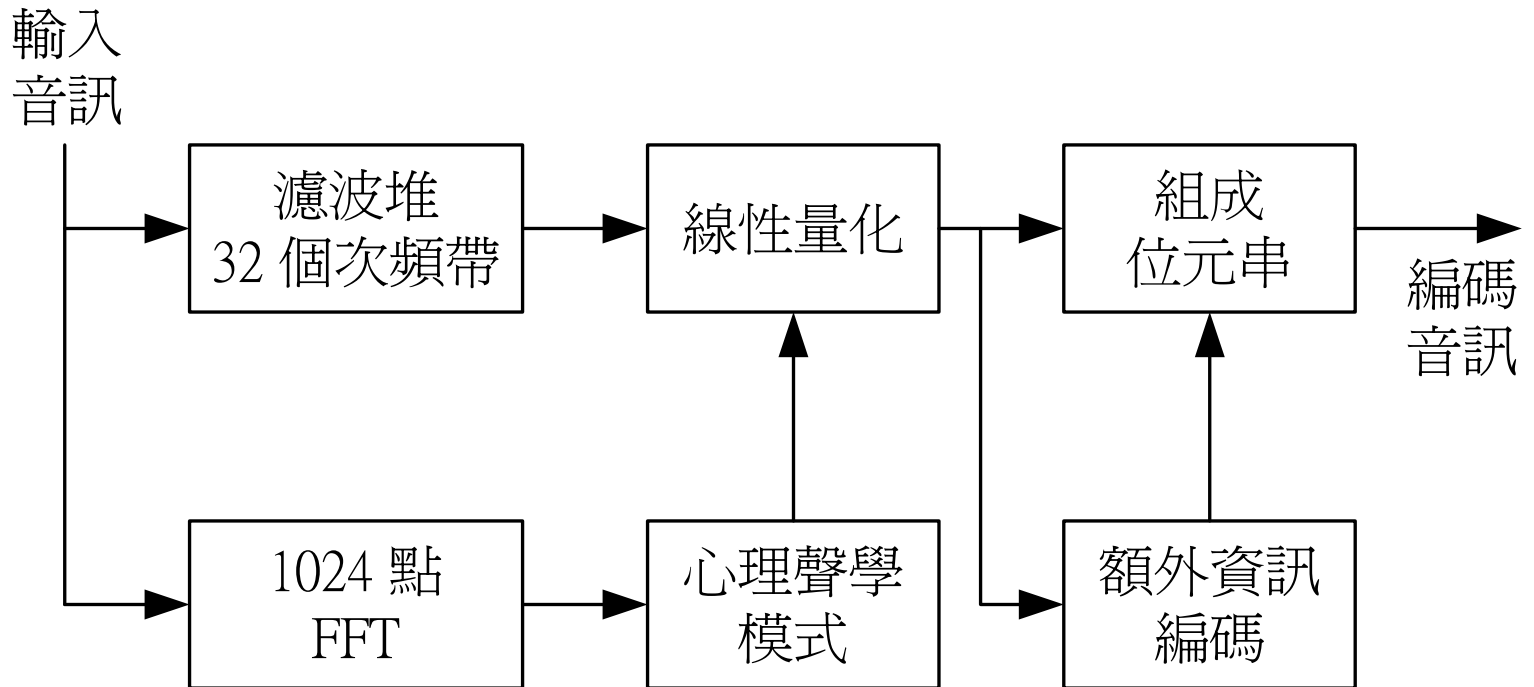 輸入
音訊
濾波堆
32 個次頻帶
線性量化
組成
位元串
編碼
音訊
1024 點
FFT
心理聲學
模式
額外資訊
編碼